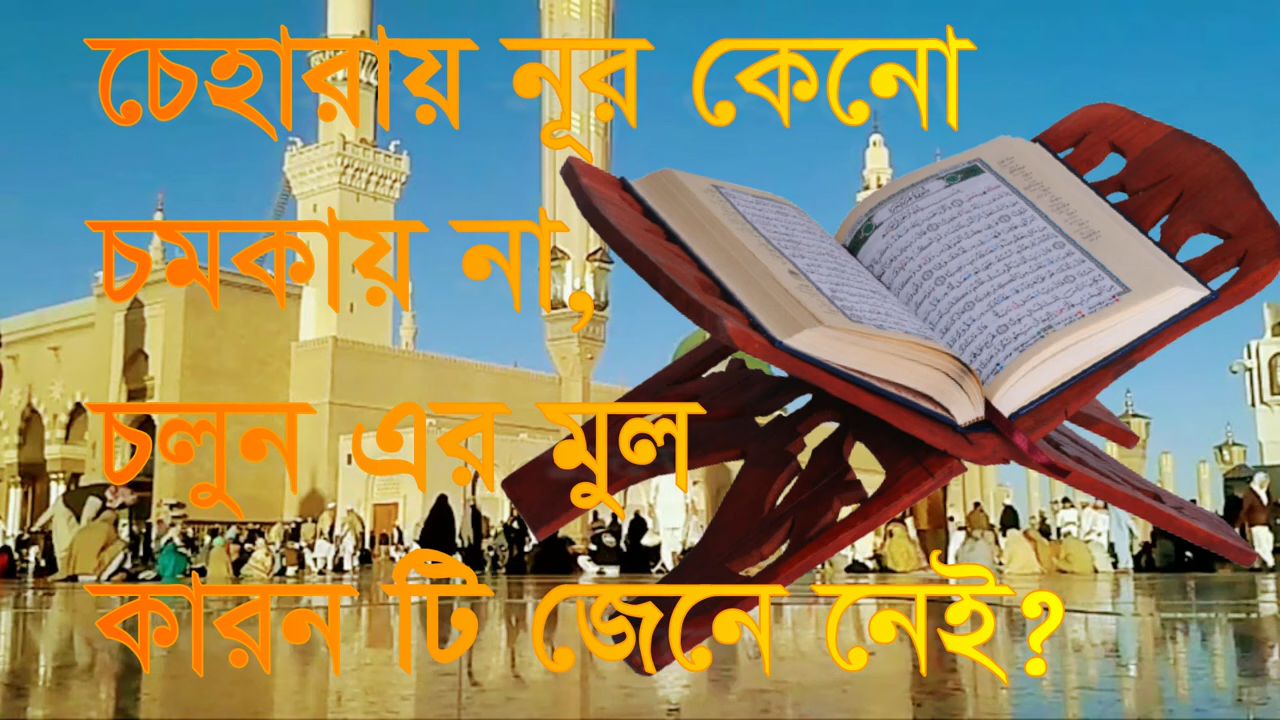 চেহারায় নূর কেনো
চমকায় না,
চলুন এর মুল
কারন টি জেনে নেই?